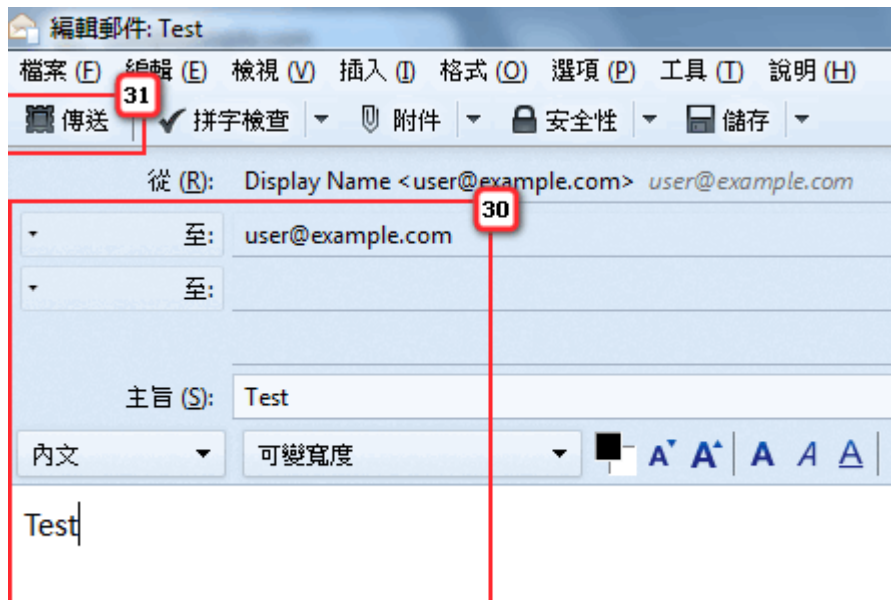 編輯郵件: Test
檔案 (F) 編輯 (E) 檢視 (V) 插入 (I) 格式 (O) 選項 (P) 工具 (T) 說明 (H)
31
傳送 拼字檢查 附件 安全性 儲存
從 (R): Display Name <user@example.com> user@example.com
30
至: user@example.com
至:
主旨 (S): Test
內文 可變寬度 A A A A A
Test